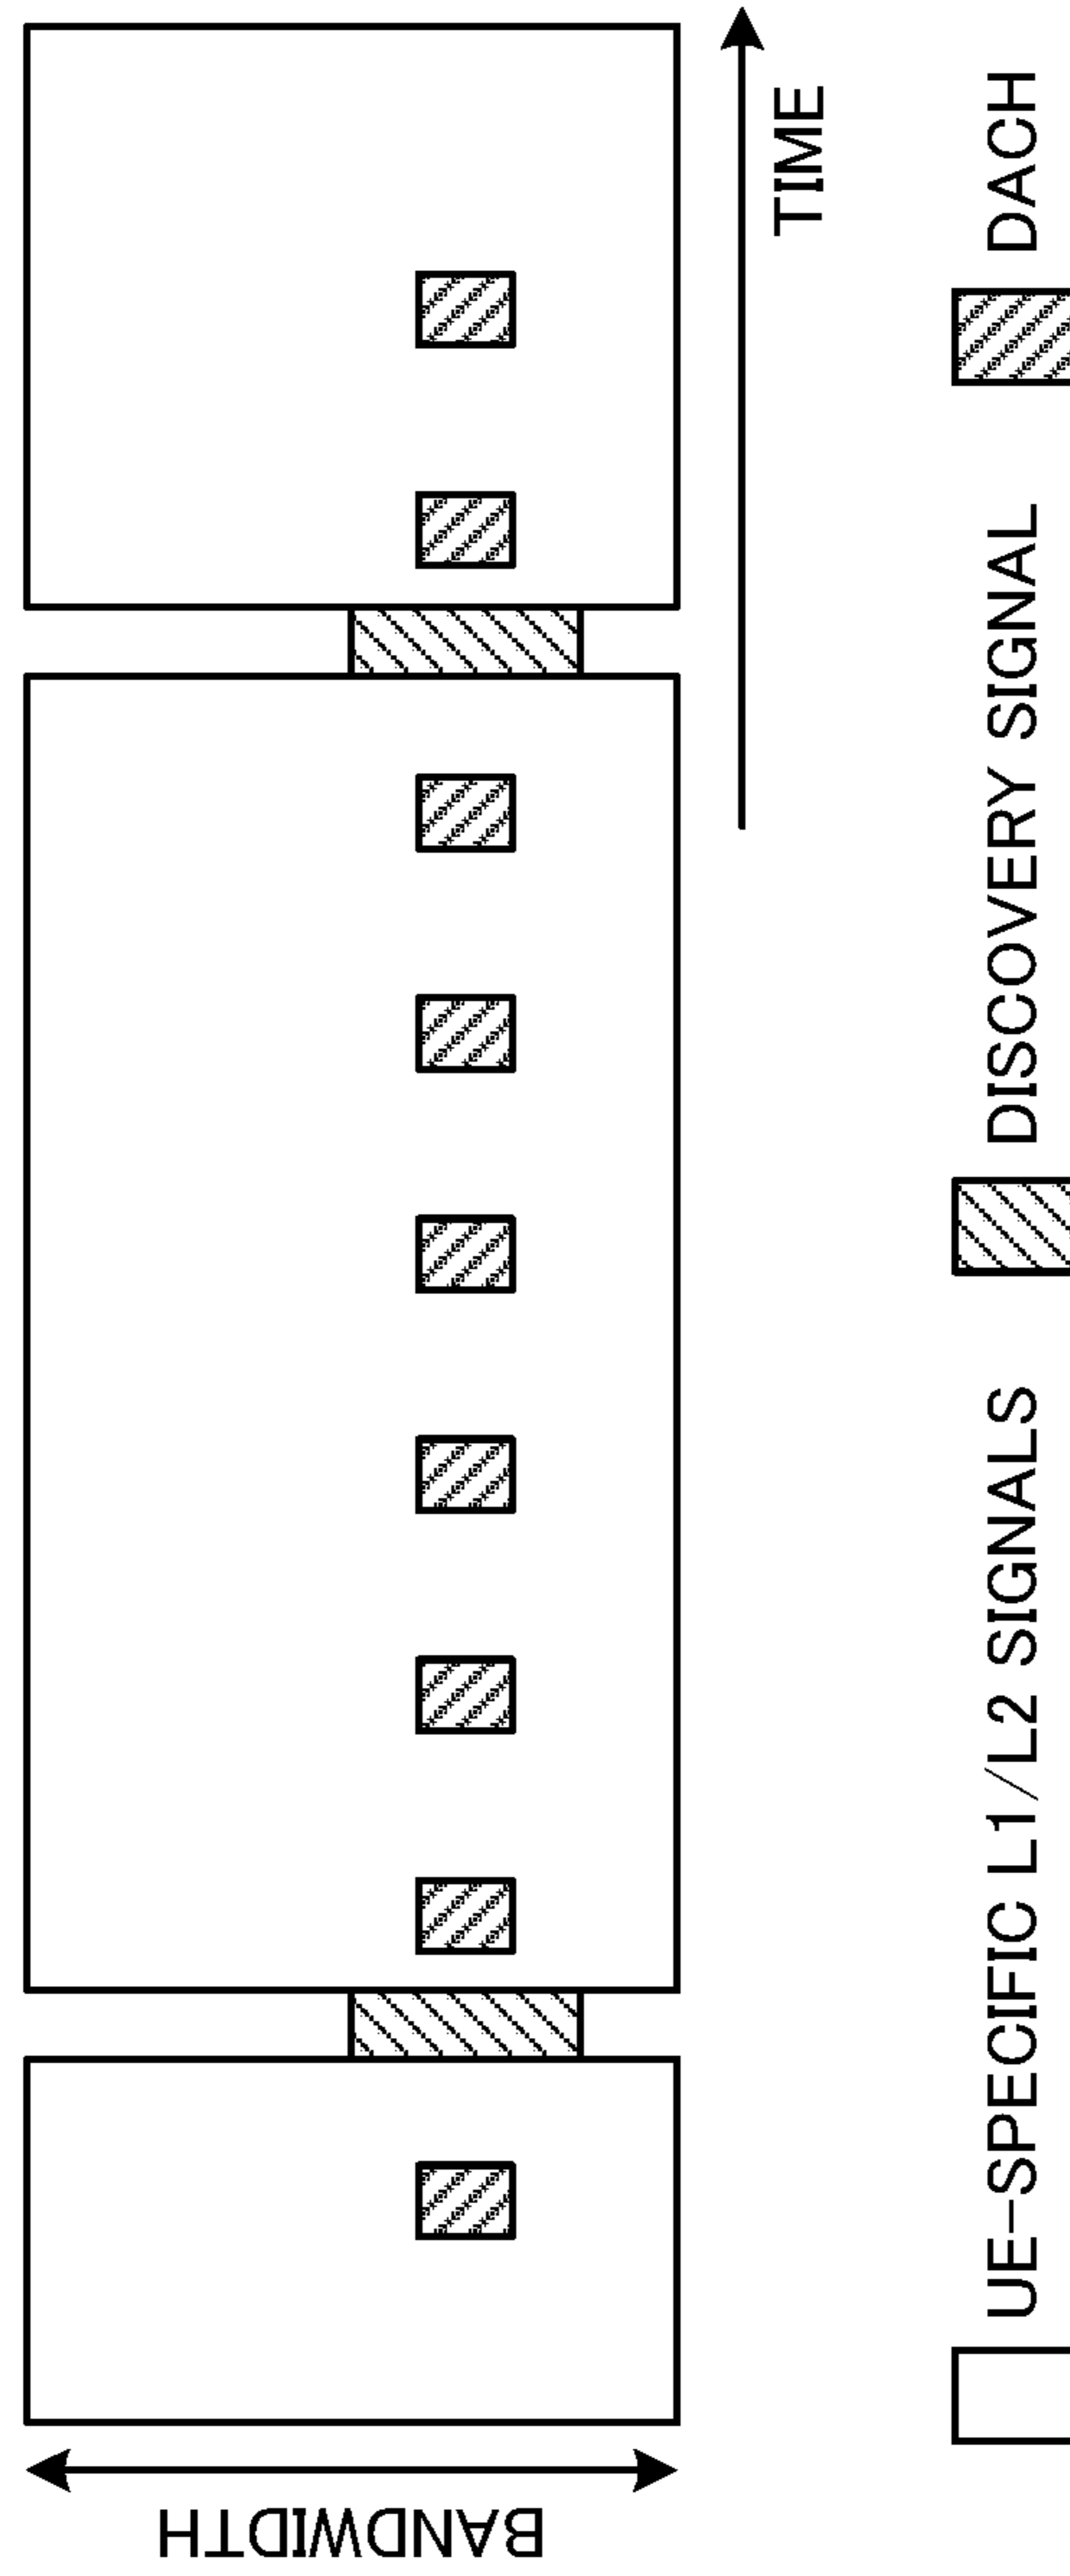 BANDWIDTH
TIME
UE-SPECIFIC L1/L2 SIGNALS
DISCOVERY SIGNAL
DACH